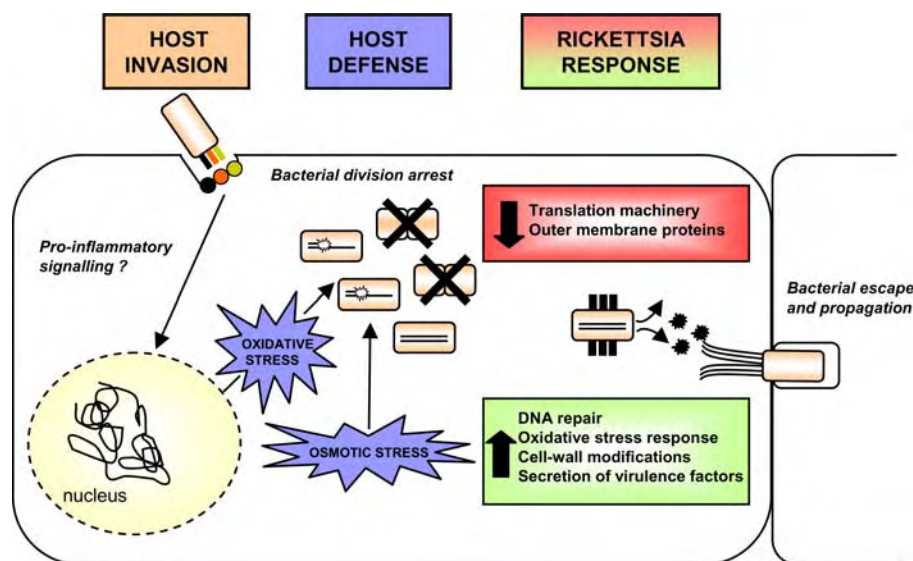 HOST
INVASION
HOST
DEFENSE
RICKETTSIA
RESPONSE
Bacterial division arrest
Translation machinery
Outer membrane proteins
Pro-inflammatory
signalling ?
Bacterial escape
and propagation
OXIDATIVE
STRESS
DNA repair
Oxidative stress response
Cell-wall modifications
Secretion of virulence factors
OSMOTIC STRESS
nucleus